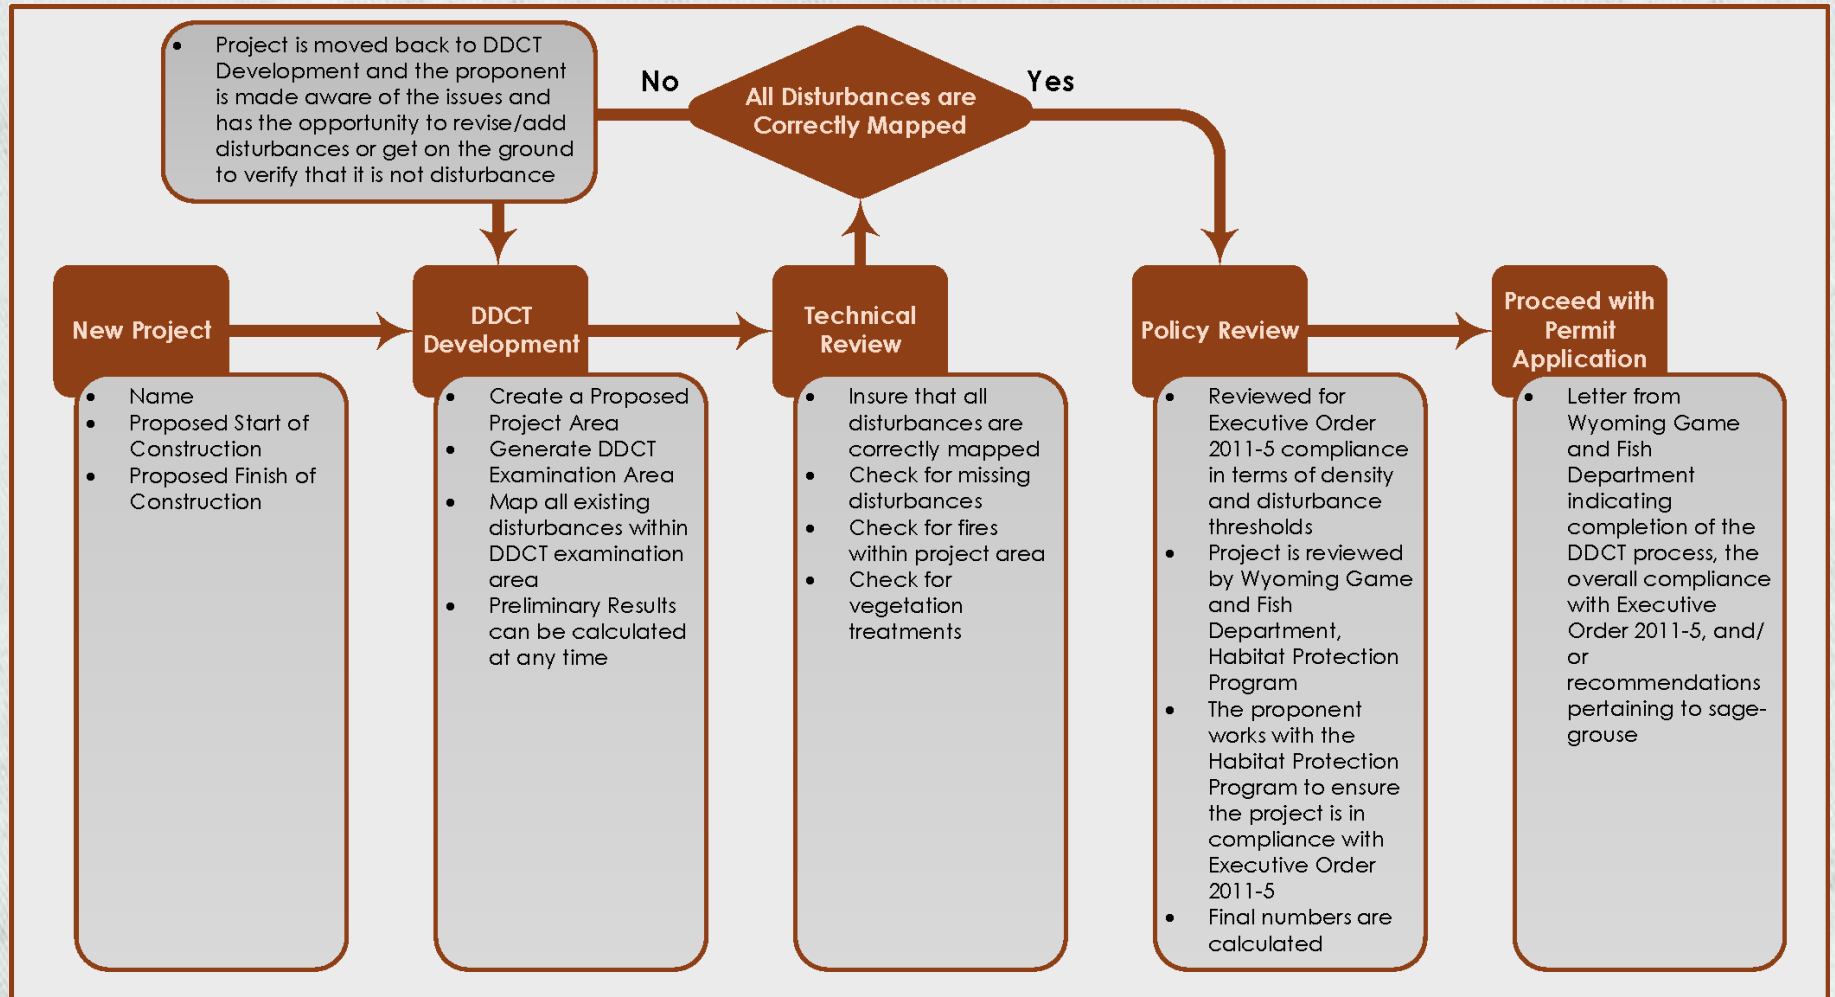 • Project is moved back to DDCT
Development and the proponent
is made aware of the issues and
has the opportunity to revise/add
disturbances or get on the ground
to verify that it is not disturbance
No
All Disturbances are
Correctly Mapped
Yes
New Project
• Name
• Proposed Start of
Construction
• Proposed Finish of
Construction
DDCT
Development
• Create a Proposed
Project Area
• Generate DDCT
Examination Area
• Map all existing
disturbances within
DDCT examination
area
• Preliminary Results
can be calculated
at any time
Technical
Review
• Insure that all
disturbances are
correctly mapped
• Check for missing
disturbances
• Check for fires
within project area
• Check for
vegetation
treatments
Policy Review
• Reviewed for
Executive Order
2011-5 compliance
in terms of density
and disturbance
thresholds
• Project is reviewed
by Wyoming Game
and Fish
Department,
Habitat Protection
Program
• The proponent
works with the
Habitat Protection
Program to ensure
the project is in
compliance with
Executive Order
2011-5
• Final numbers are
calculated
Proceed with
Permit
Application
• Letter from
Wyoming Game
and Fish
Department
indicating
completion of the
DDCT process, the
overall compliance
with Executive
Order 2011-5, and/
or
recommendations
pertaining to sage-
grouse